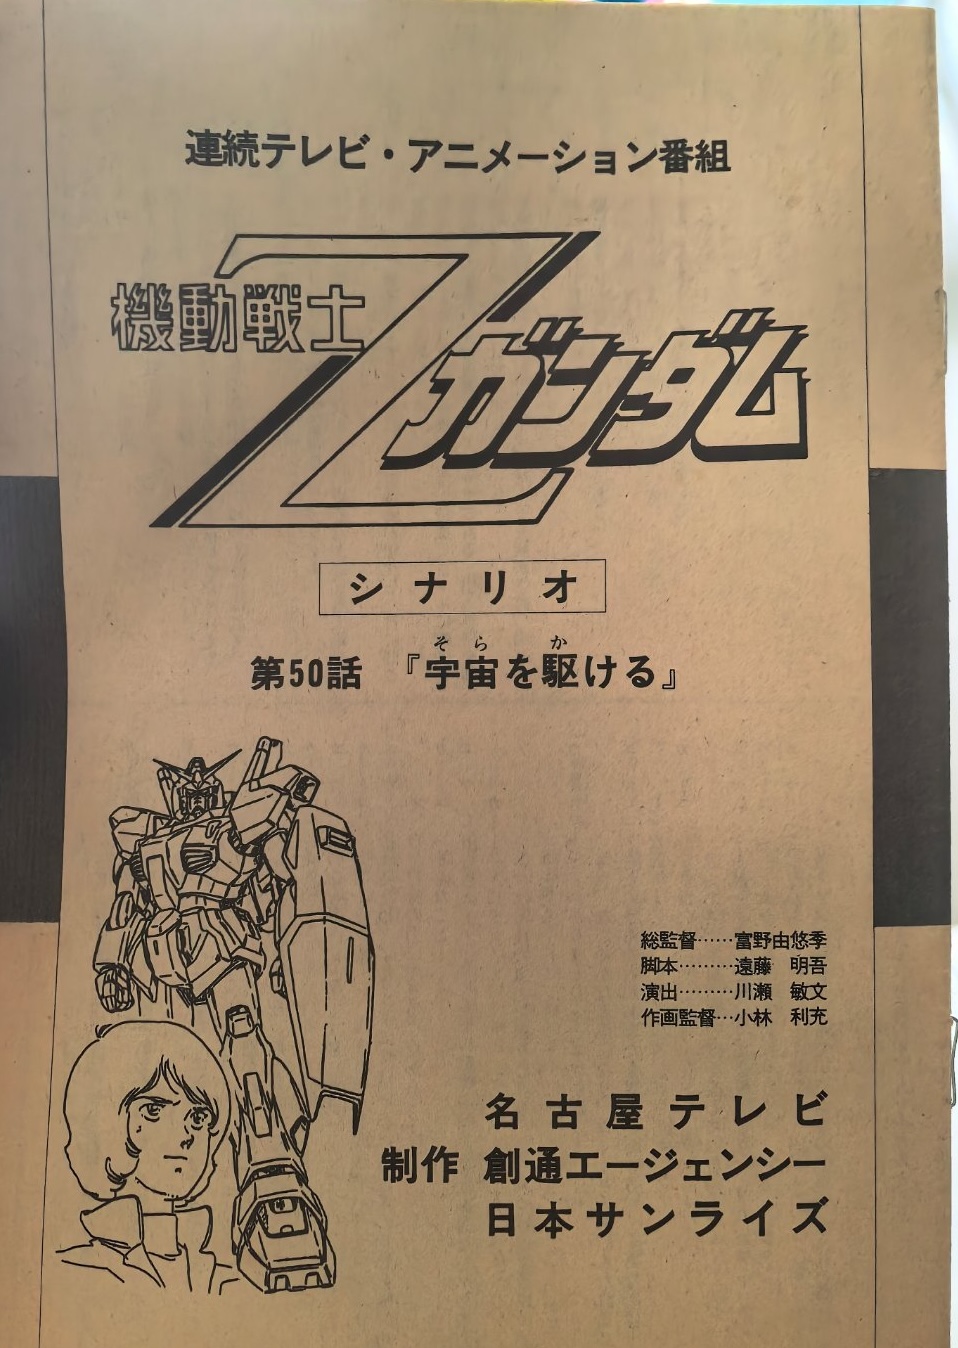 連続テレビ・アニメーション番組
機動戦士Ζガンダム
シナリオ
そら か
第50話 『宇宙を駆ける』
総監督……富野由悠季
脚本………遠藤 明吾
演出………川瀬 敏文
作画監督…小林 利充
名古屋テレビ
制作 創通エージェンシー
日本サンライズ